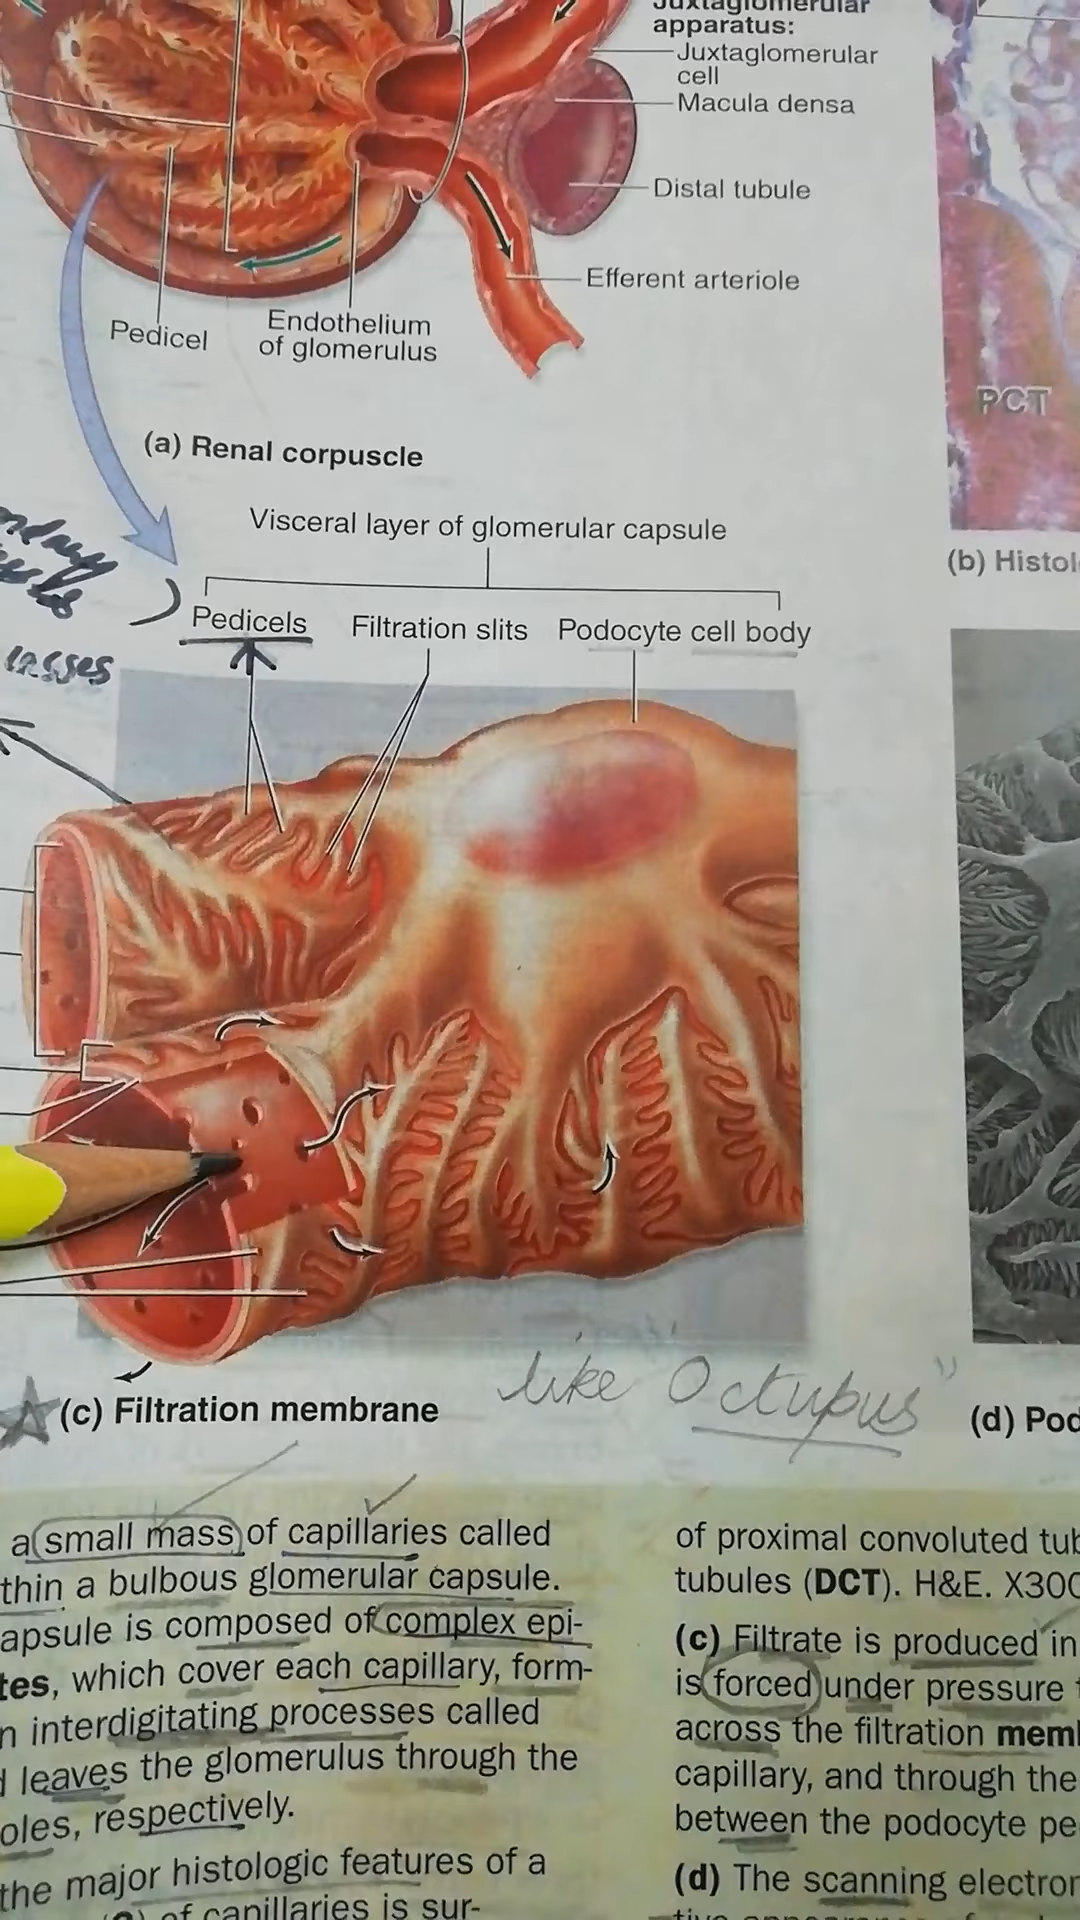 Juxtaglomerular
apparatus:
Juxtaglomerular
cell
Macula densa
Distal tubule
Efferent arteriole
Pedicel
Endothelium
of glomerulus
PCT
(a) Renal corpuscle
Visceral layer of glomerular capsule
(b) Histol
Pedicels
Filtration slits
Podocyte cell body
like Octupus"
(c) Filtration membrane
(d) Pod
a small mass of capillaries called
thin a bulbous glomerular capsule.
apsule is composed of complex epi-
tes, which cover each capillary, form-
n interdigitating processes called
leaves the glomerulus through the
oles, respectively.
the major histologic features of a
of capillaries is sur-
of proximal convoluted tub
tubules (DCT). H&E. X300
(c) Filtrate is produced in
is forced under pressure
across the filtration mem
capillary, and through the
between the podocyte pe
(d) The scanning electron